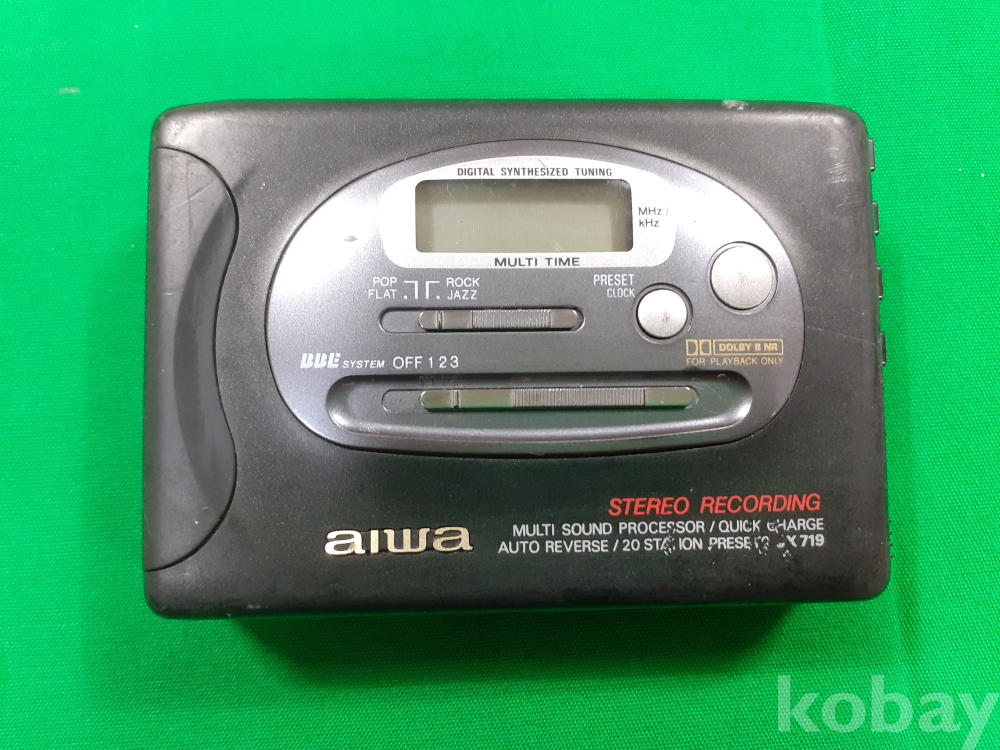 DIGITAL SYNTHESIZED TUNING
MHz /
kHz
MULTI TIME
POP ROCK
FLAT JAZZ
PRESET
CLOCK
DOLBY B NR
FOR PLAYBACK ONLY
BBE SYSTEM OFF 1 2 3
STEREO RECORDING
MULTI SOUND PROCESSOR / QUICK CHARGE
AUTO REVERSE / 20 STATION PRESET 719
aiwa
kobay